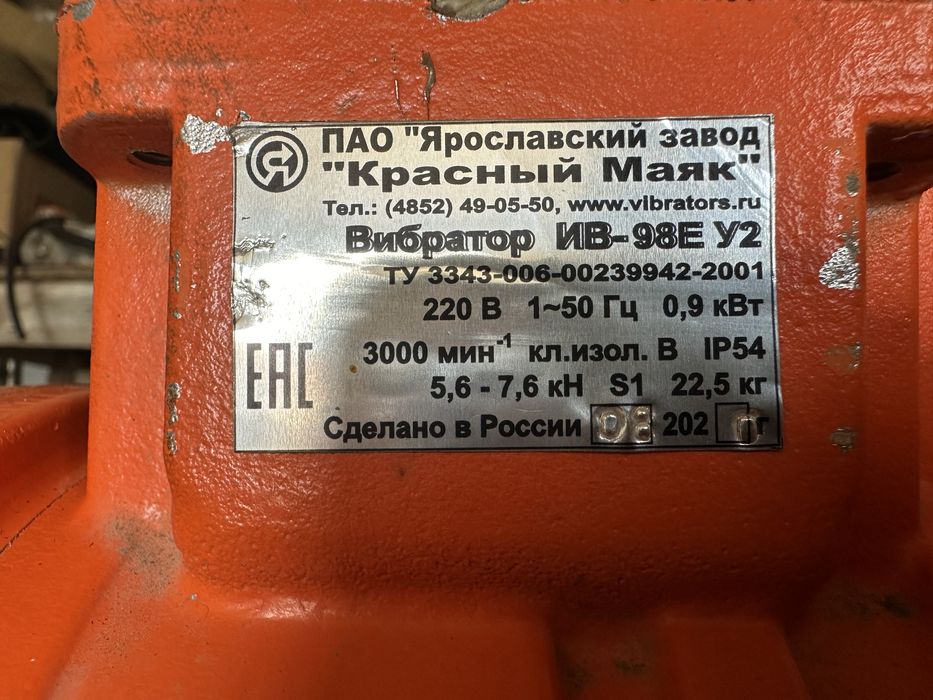 ПАО "Ярославский завод
"Красный Маяк"
Тел.: (4852) 49-05-50, www.vibrators.ru
Вибратор ИВ-98Е У2
ТУ 3343-006-00239942-2001
220 В 1~50 Гц 0,9 кВт
3000 мин⁻¹ кл.изол. В IP54
5,6 - 7,6 кН S1 22,5 кг
ЕАС
Сделано в России 202 г